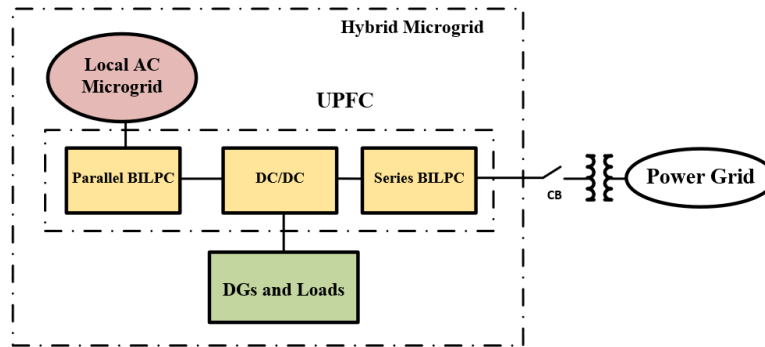 Hybrid Microgrid
Local AC
Microgrid
UPFC
Parallel BILPC
DC/DC
Series BILPC
CB
Power Grid
DGs and Loads